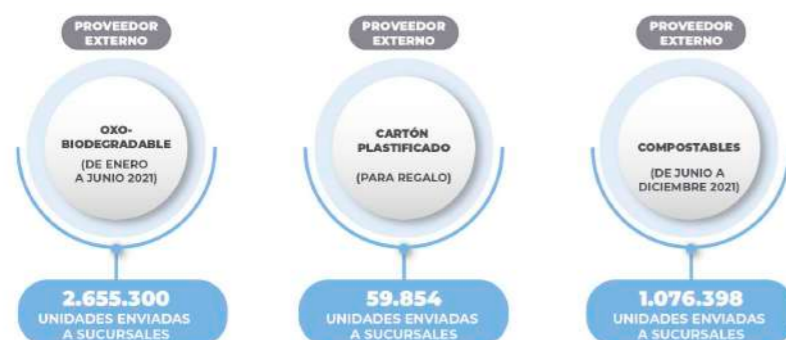 PROVEEDOR
EXTERNO
OXO-
BIODEGRADABLE
(DE ENERO
A JUNIO 2021)
2.655.300
UNIDADES ENVIADAS
A SUCURSALES
PROVEEDOR
EXTERNO
CARTÓN
PLASTIFICADO
(PARA REGALO)
59.854
UNIDADES ENVIADAS
A SUCURSALES
PROVEEDOR
EXTERNO
COMPOSTABLES
(DE JUNIO A
DICIEMBRE 2021)
1.076.398
UNIDADES ENVIADAS
A SUCURSALES